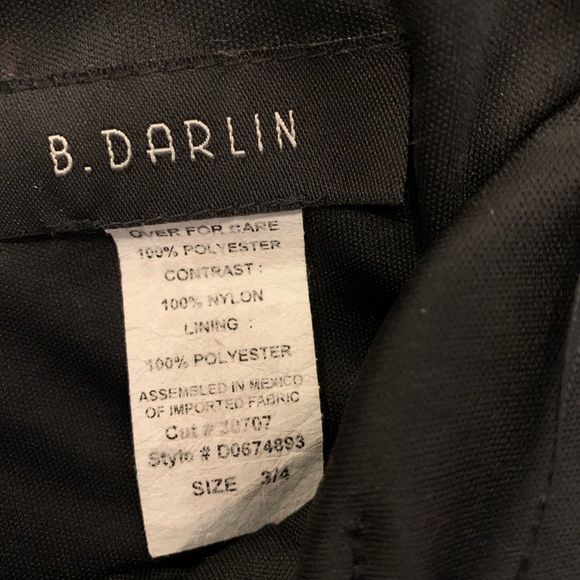 B. DARLIN
OVER FOR CARE
100% POLYESTER
CONTRAST :
100% NYLON
LINING :
100% POLYESTER
ASSEMBLED IN MEXICO
OF IMPORTED FABRIC
Cut #
Style # D0674893
SIZE 3/4